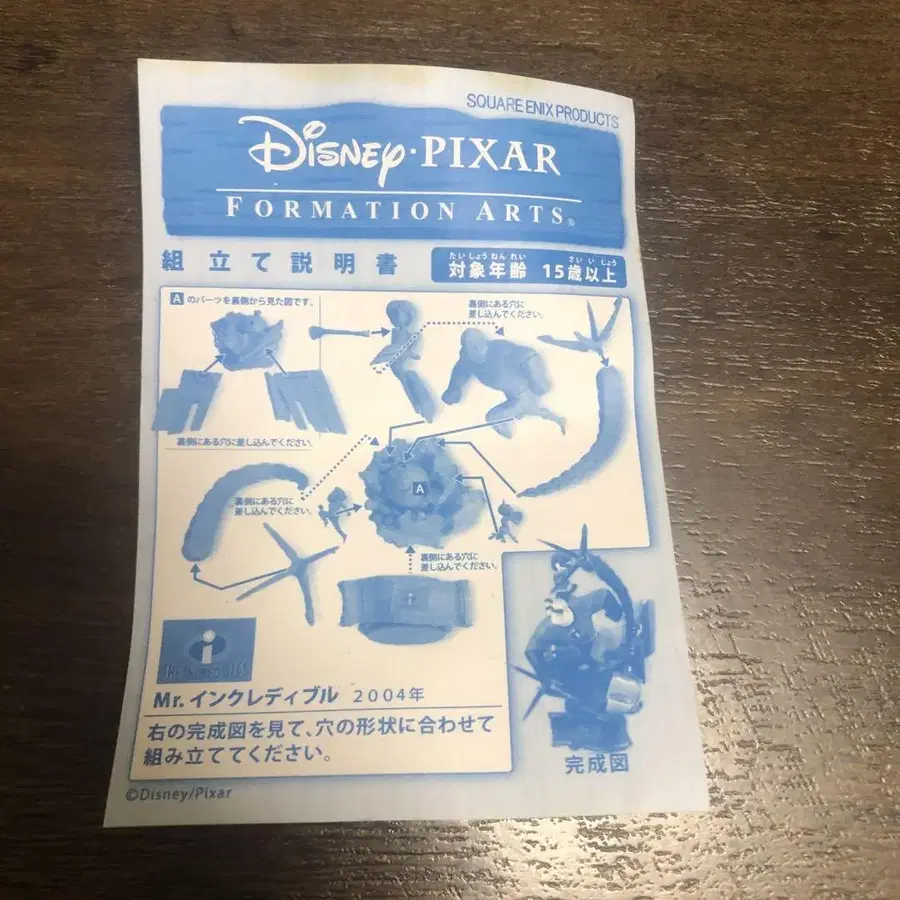 SQUARE ENIX PRODUCTS
Disney·PIXAR
FORMATION ARTS®
組立て説明書
たいしょうねんれい さいいじょう
対象年齢 15歳以上
A のパーツを裏側から見た図です。
裏側にある穴に
差し込んでください。
裏側にある穴に差し込んでください。
裏側にある穴に
差し込んでください。
A
裏側にある穴に
差し込んでください。
THE INCREDIBLES
Mr.インクレディブル 2004年
右の完成図を見て、穴の形状に合わせて
組み立ててください。
完成図
©Disney/Pixar